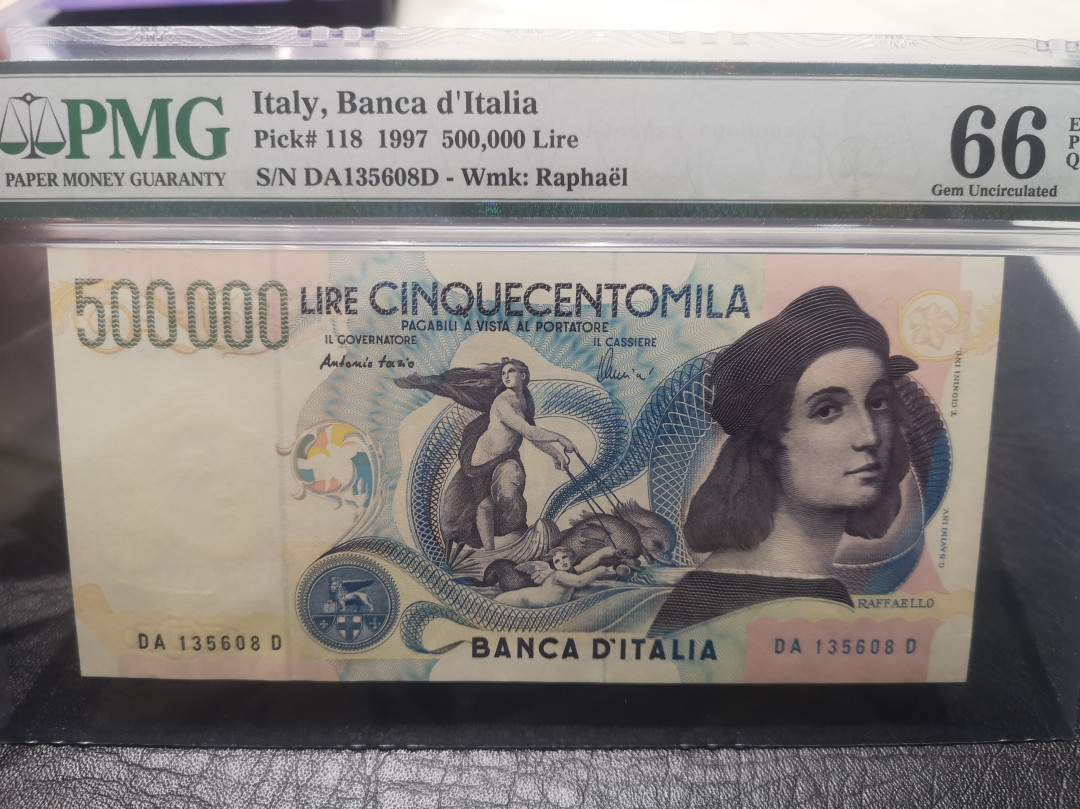 PMG
PAPER MONEY GUARANTY
Italy, Banca d'Italia
Pick# 118 1997 500,000 Lire
S/N DA135608D - Wmk: Raphaël
66
Gem Uncirculated
E
P
Q
PMG
500000
LIRE CINQUECENTOMILA
PAGABILI A VISTA AL PORTATORE
IL GOVERNATORE
IL CASSIERE
Antonio Fazio
T. CIONINI INC.
G. SAVINI INV.
RAFFAELLO
DA 135608 D
BANCA D'ITALIA
DA 135608 D